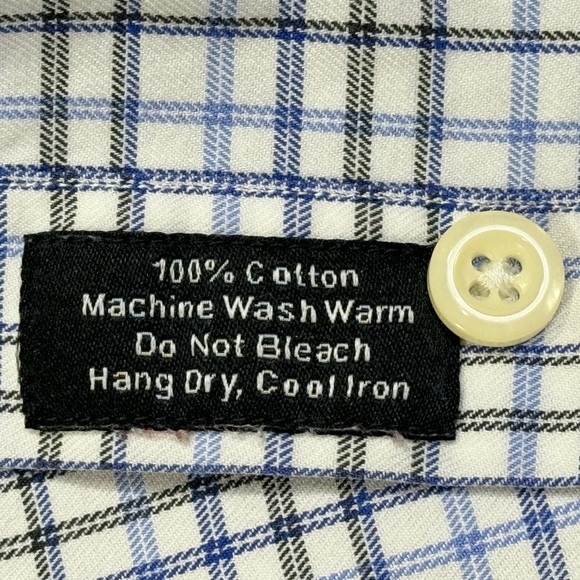 100% Cotton
Machine Wash Warm
Do Not Bleach
Hang Dry, Cool Iron